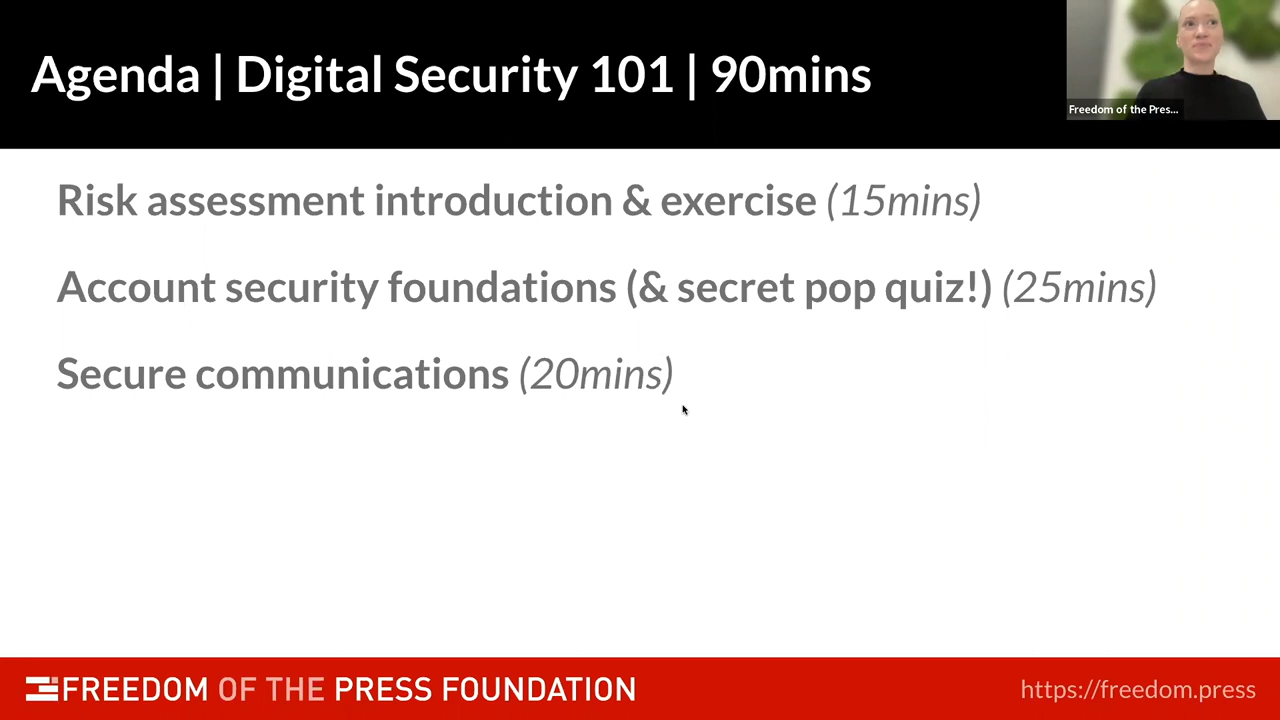 Agenda | Digital Security 101 | 90mins
Freedom of the Pres...
Risk assessment introduction & exercise (15mins)
Account security foundations (& secret pop quiz!) (25mins)
Secure communications (20mins)
FREEDOM OF THE PRESS FOUNDATION
https://freedom.press